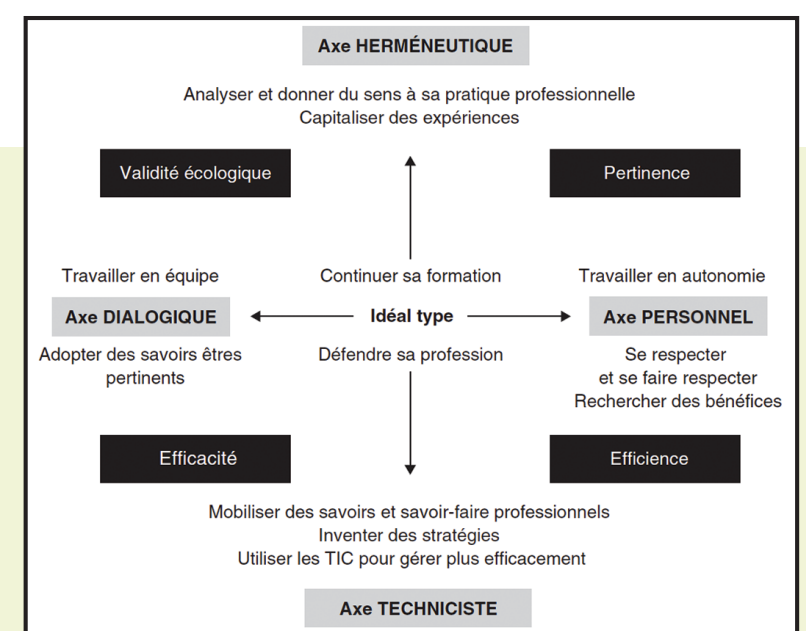 Axe HERMÉNEUTIQUE
Analyser et donner du sens à sa pratique professionnelle
Capitaliser des expériences
Validité écologique
Pertinence
Travailler en équipe
Continuer sa formation
Travailler en autonomie
Axe DIALOGIQUE
Idéal type
Axe PERSONNEL
Adopter des savoirs êtres
pertinents
Défendre sa profession
Se respecter
et se faire respecter
Rechercher des bénéfices
Efficacité
Efficience
Mobiliser des savoirs et savoir-faire professionnels
Inventer des stratégies
Utiliser les TIC pour gérer plus efficacement
Axe TECHNICISTE